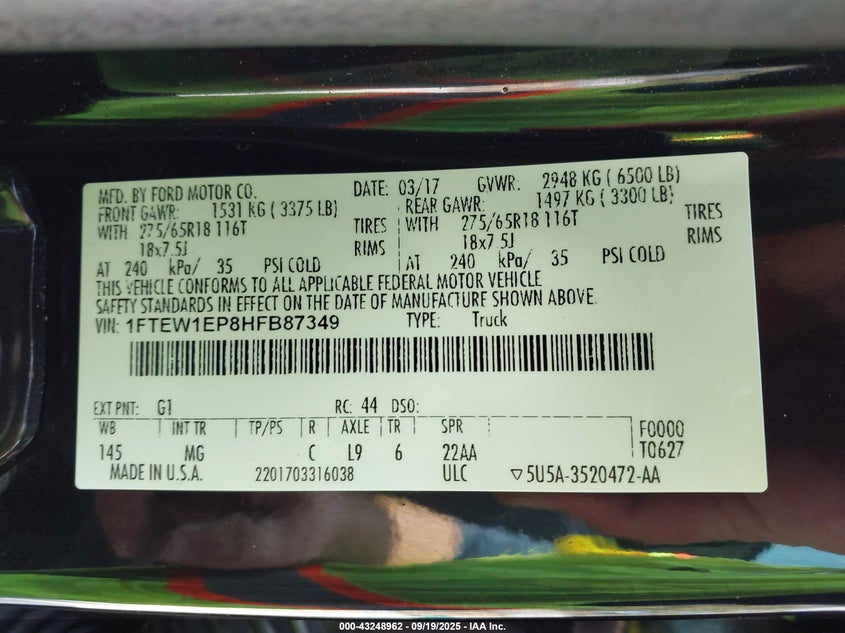 MFD. BY FORD MOTOR CO. DATE: 03/17 GVWR: 2948 KG ( 6500 LB)
FRONT GAWR: 1531 KG ( 3375 LB) REAR GAWR: 1497 KG ( 3300 LB)
WITH 275/65R18 116T TIRES WITH 275/65R18 116T TIRES
18x7.5J RIMS 18x7.5J RIMS
AT 240 kPa/ 35 PSI COLD AT 240 kPa/ 35 PSI COLD
THIS VEHICLE CONFORMS TO ALL APPLICABLE FEDERAL MOTOR VEHICLE
SAFETY STANDARDS IN EFFECT ON THE DATE OF MANUFACTURE SHOWN ABOVE.
VIN: 1FTEW1EP8HFB87349 TYPE: Truck
EXT PNT: G1 RC: 44 DSO:
WB INT TR TP/PS R AXLE TR SPR F0000
145 MG C L9 6 22AA T0627
MADE IN U.S.A. 2201703316038 ULC ▽5U5A-3520472-AA
000-43248962 - 09/19/2025 - IAA Inc.